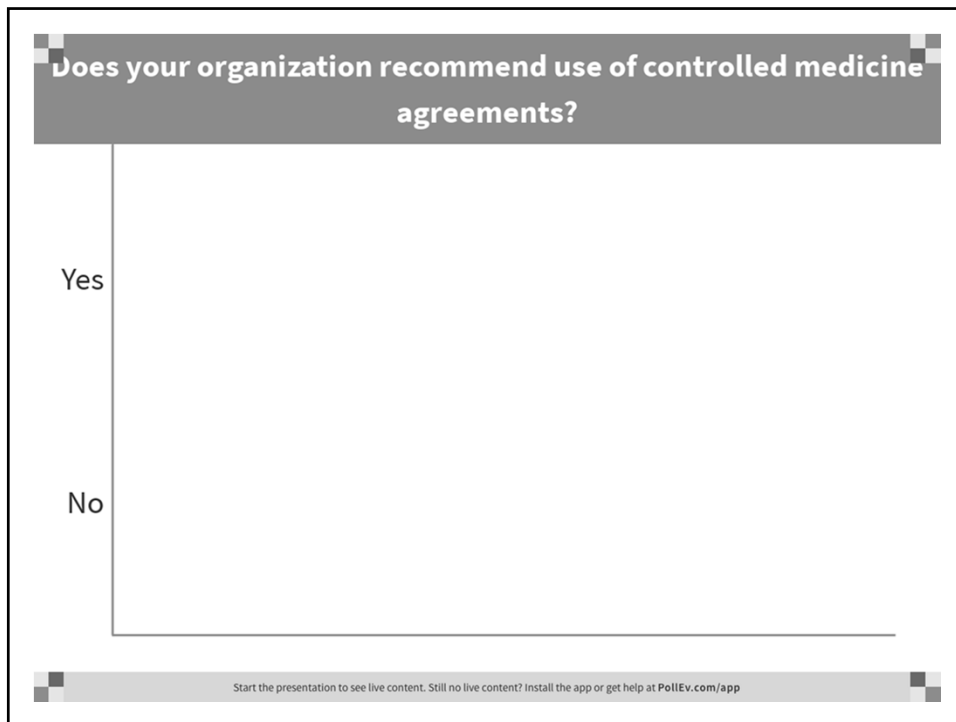 Does your organization recommend use of controlled medicine
agreements?
Yes
No
Start the presentation to see live content. Still no live content? Install the app or get help at PollEv.com/app